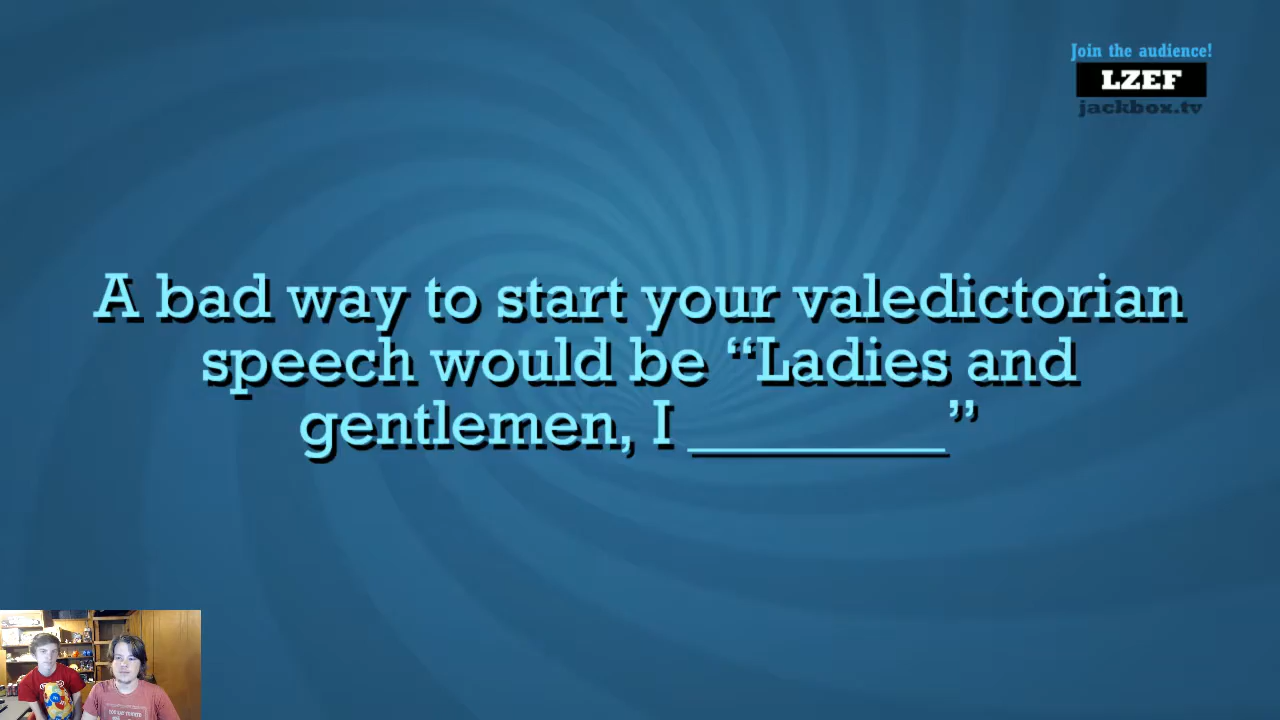 Join the audience!
LZEF
jackbox.tv
A bad way to start your valedictorian
speech would be “Ladies and
gentlemen, I ________”